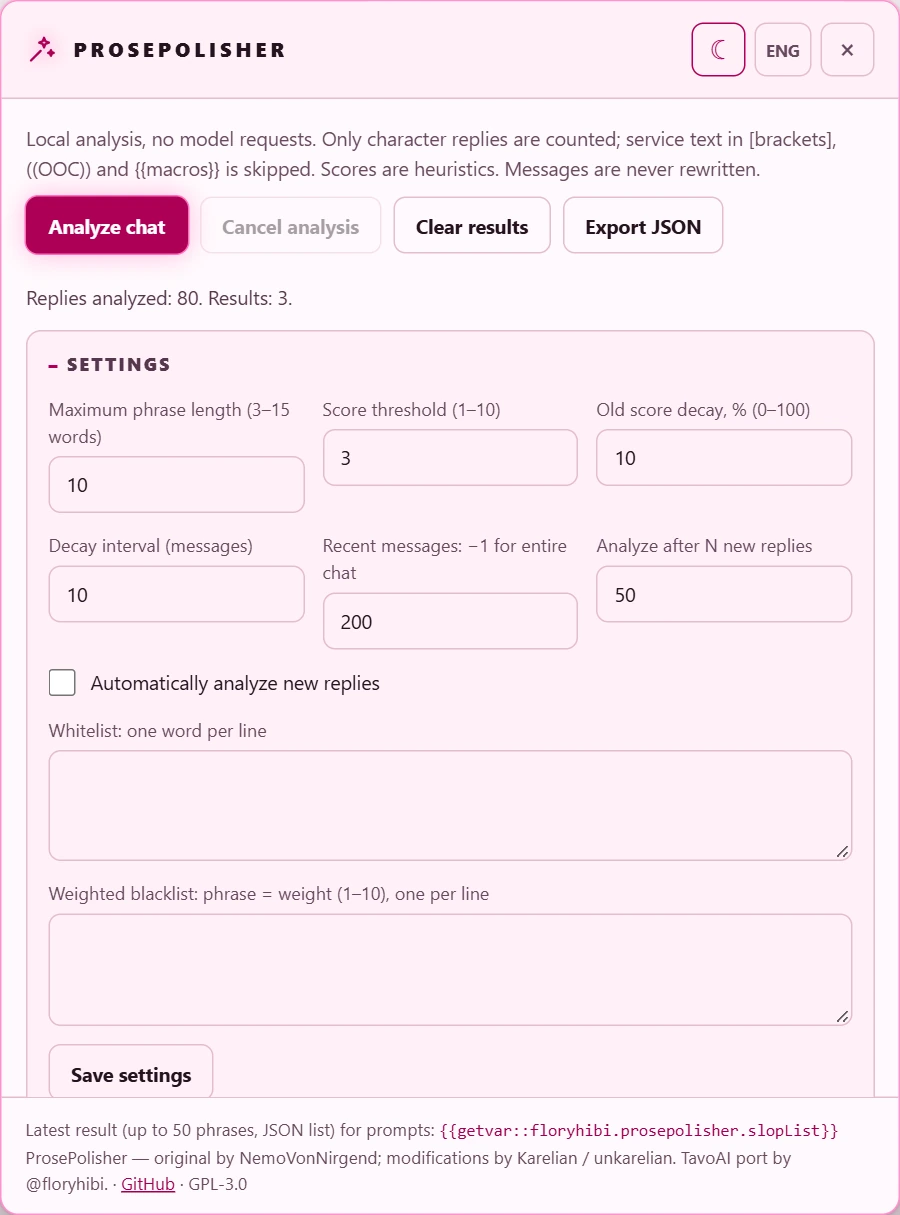 PROSEPOLISHER
ENG
×
Local analysis, no model requests. Only character replies are counted; service text in [brackets],
((OOC)) and {{macros}} is skipped. Scores are heuristics. Messages are never rewritten.
Analyze chat
Cancel analysis
Clear results
Export JSON
Replies analyzed: 80. Results: 3.
– SETTINGS
Maximum phrase length (3–15
words)
10
Score threshold (1–10)
3
Old score decay, % (0–100)
10
Decay interval (messages)
10
Recent messages: −1 for entire
chat
200
Analyze after N new replies
50
Automatically analyze new replies
Whitelist: one word per line
Weighted blacklist: phrase = weight (1–10), one per line
Save settings
Latest result (up to 50 phrases, JSON list) for prompts: {{getvar::floryhibi.prosepolisher.slopList}}
ProsePolisher — original by NemoVonNirgend; modifications by Karelian / unkarelian. TavoAI port by
@floryhibi. · GitHub · GPL-3.0